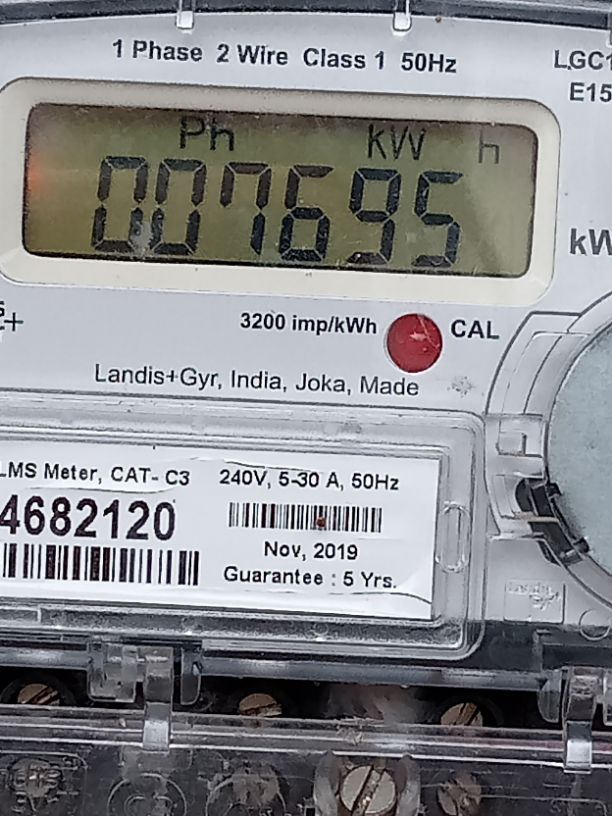 1 Phase 2 Wire Class 1 50Hz
LGC1
E15
Ph kW h
007695
kW
3200 imp/kWh CAL
Landis+Gyr, India, Joka, Made
LMS Meter, CAT- C3 240V, 5-30 A, 50Hz
4682120
Nov, 2019
Guarantee : 5 Yrs.